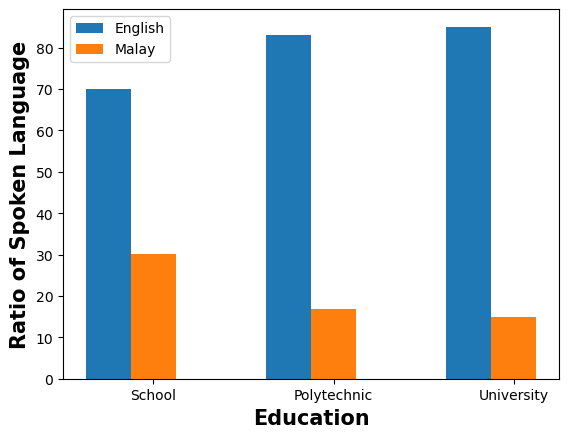 English
Malay
Ratio of Spoken Language
80
70
60
50
40
30
20
10
0
School Polytechnic University
Education